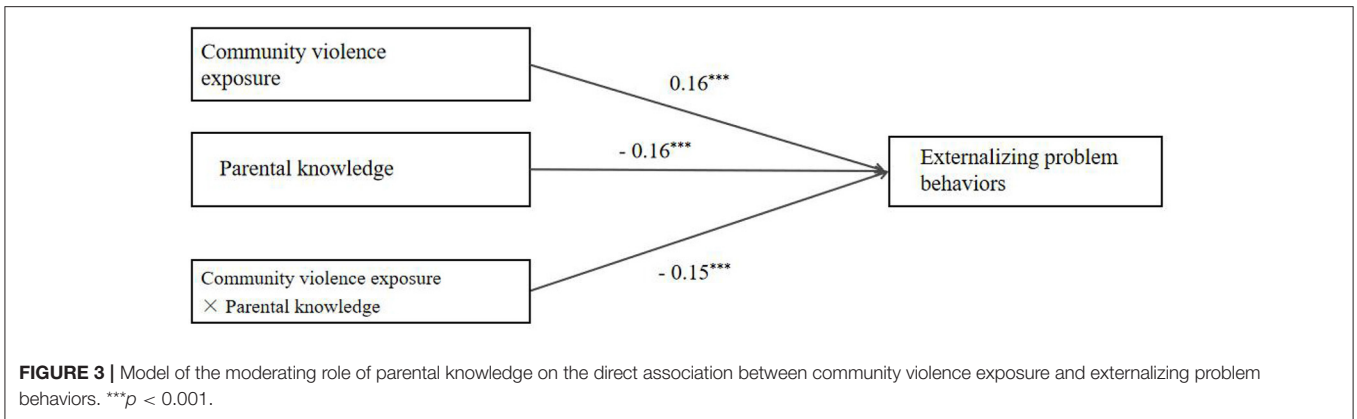 Community violence
exposure
0.16***
Parental knowledge
- 0.16***
Externalizing problem
behaviors
Community violence exposure
× Parental knowledge
- 0.15***
FIGURE 3 | Model of the moderating role of parental knowledge on the direct association between community violence exposure and externalizing problem
behaviors. ***p < 0.001.